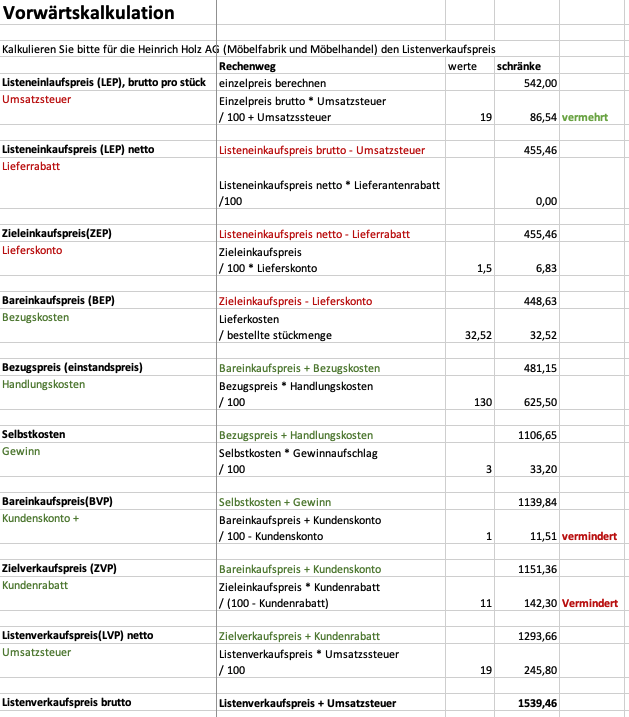 Vorwärtskalkulation
Kalkulieren Sie bitte für die Heinrich Holz AG (Möbelfabrik und Möbelhandel) den Listenverkaufspreis
Rechenweg werte schränke
Listeneinlaufspreis (LEP), brutto pro stück einzelpreis berechnen 542,00
Umsatzsteuer Einzelpreis brutto * Umsatzsteuer
/ 100 + Umsatzssteuer 19 86,54 vermehrt
Listeneinkaufspreis (LEP) netto Listeneinkaufspreis brutto - Umsatzsteuer 455,46
Lieferrabatt
Listeneinkaufspreis netto * Lieferantenrabatt
/100 0,00
Zieleinkaufspreis(ZEP) Listeneinkaufspreis netto - Lieferrabatt 455,46
Lieferskonto Zieleinkaufspreis
/ 100 * Lieferskonto 1,5 6,83
Bareinkaufspreis (BEP) Zieleinkaufspreis - Lieferskonto 448,63
Bezugskosten Lieferkosten
/ bestellte stückmenge 32,52 32,52
Bezugspreis (einstandspreis) Bareinkaufspreis + Bezugskosten 481,15
Handlungskosten Bezugspreis * Handlungskosten
/ 100 130 625,50
Selbstkosten Bezugspreis + Handlungskosten 1106,65
Gewinn Selbstkosten * Gewinnaufschlag
/ 100 3 33,20
Bareinkaufspreis(BVP) Selbstkosten + Gewinn 1139,84
Kundenskonto + Bareinkaufspreis + Kundenskonto
/ 100 - Kundenskonto 1 11,51 vermindert
Zielverkaufspreis (ZVP) Bareinkaufspreis + Kundenskonto 1151,36
Kundenrabatt Zieleinkaufspreis * Kundenrabatt
/ (100 - Kundenrabatt) 11 142,30 Vermindert
Listenverkaufspreis(LVP) netto Zielverkaufspreis + Kundenrabatt 1293,66
Umsatzsteuer Listenverkaufspreis * Umsatzssteuer
/ 100 19 245,80
Listenverkaufspreis brutto Listenverkaufspreis + Umsatzsteuer 1539,46